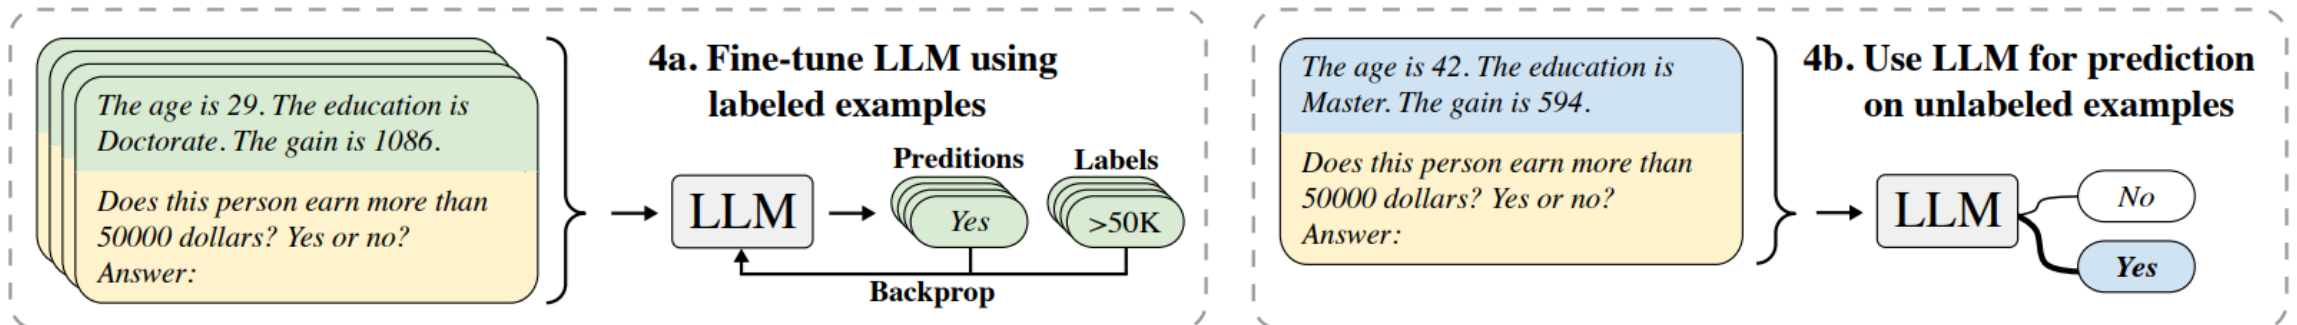 The age is 29. The education is
Doctorate. The gain is 1086.
Does this person earn more than
50000 dollars? Yes or no?
Answer:
4a. Fine-tune LLM using
labeled examples
LLM
Preditions
Yes
Labels
>50K
Backprop
The age is 42. The education is
Master. The gain is 594.
Does this person earn more than
50000 dollars? Yes or no?
Answer:
4b. Use LLM for prediction
on unlabeled examples
LLM
No
Yes